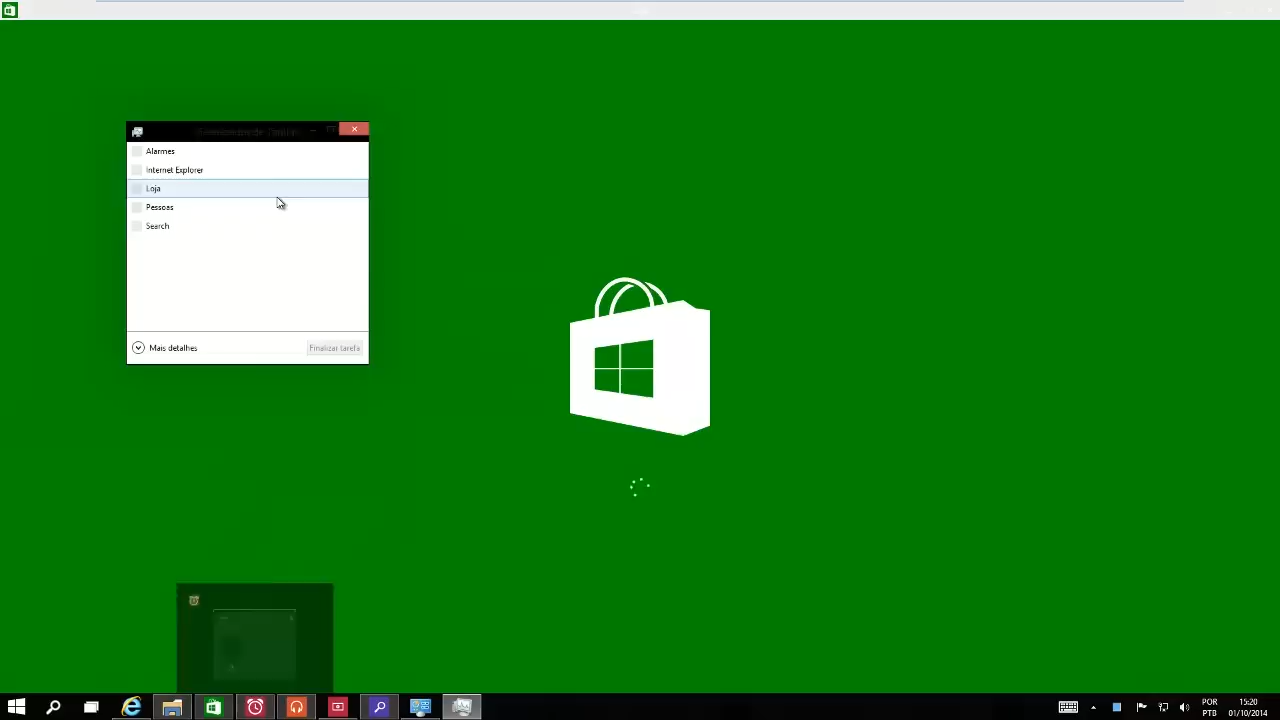 Alarmes
Internet Explorer
Loja
Pessoas
Search
Mais detalhes
Finalizar tarefa
POR
PTB
15:20
01/10/2014